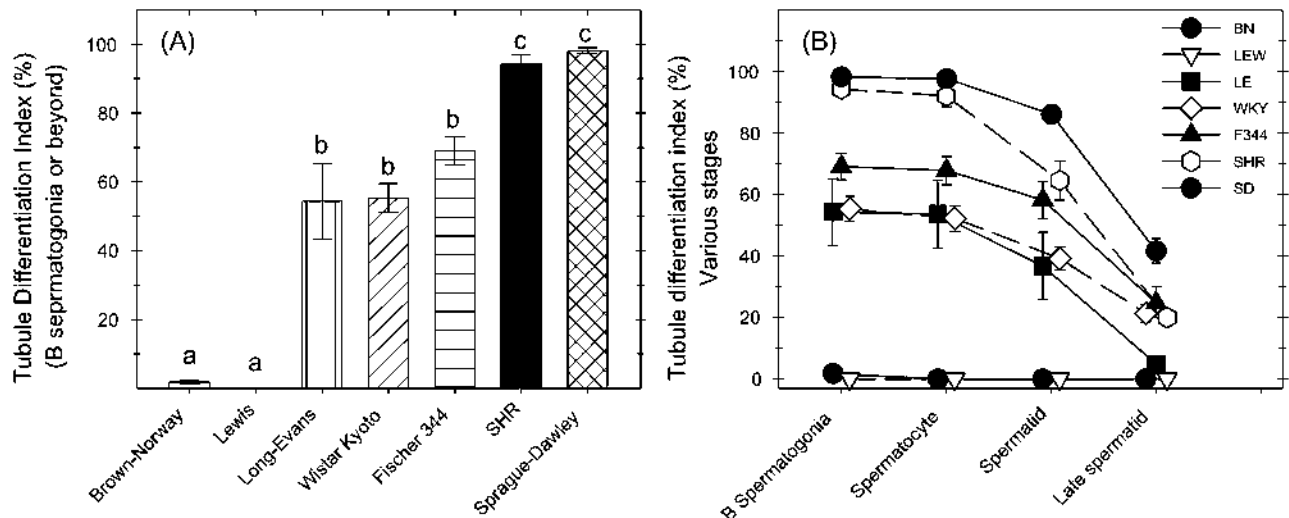 Tubule Differentiation Index (%)
(B seprmatogonia or beyond)
100
80
60
40
20
(A)
a
a
b
b
b
c
c
Brown-Norway
Lewis
Long-Evans
Wistar Kyoto
Fischer 344
SHR
Sprague-Dawley
Tubule differentiation index (%)
Various stages
100
80
60
40
20
0
(B)
BN
LEW
LE
WKY
F344
SHR
SD
B Spermatogonia
Spermatocyte
Spermatid
Late spermatid